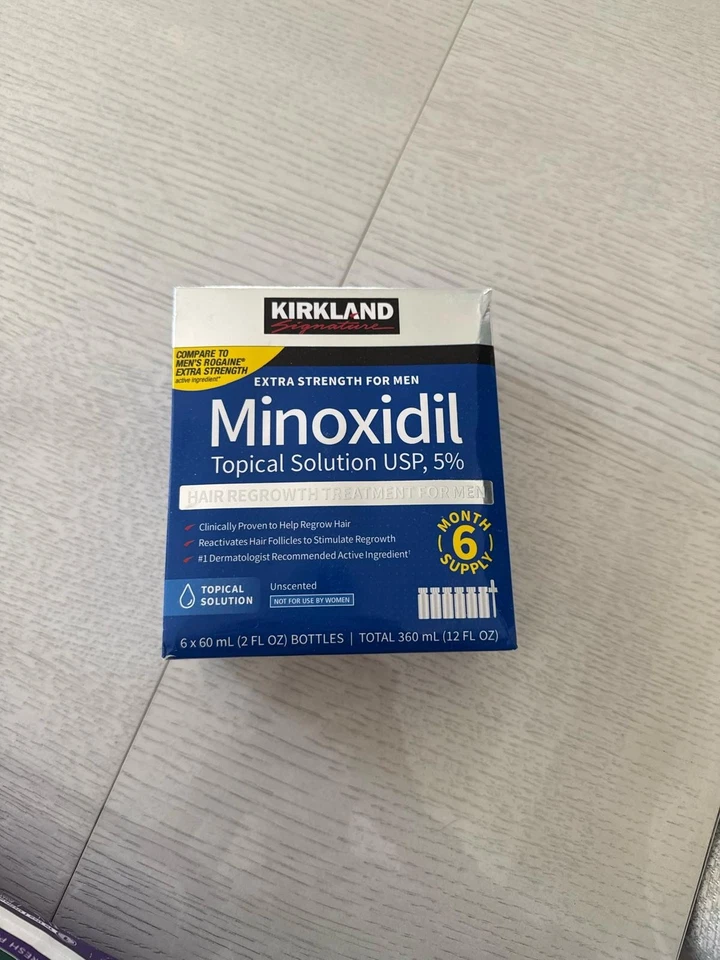 KIRKLAND
Signature
COMPARE TO
MEN'S ROGAINE®
EXTRA STRENGTH
active ingredient*
EXTRA STRENGTH FOR MEN
Minoxidil
Topical Solution USP, 5%
HAIR REGROWTH TREATMENT FOR MEN
Clinically Proven to Help Regrow Hair
Reactivates Hair Follicles to Stimulate Regrowth
#1 Dermatologist Recommended Active Ingredient†
MONTH
6
SUPPLY
TOPICAL
SOLUTION
Unscented
NOT FOR USE BY WOMEN
6 x 60 mL (2 FL OZ) BOTTLES | TOTAL 360 mL (12 FL OZ)